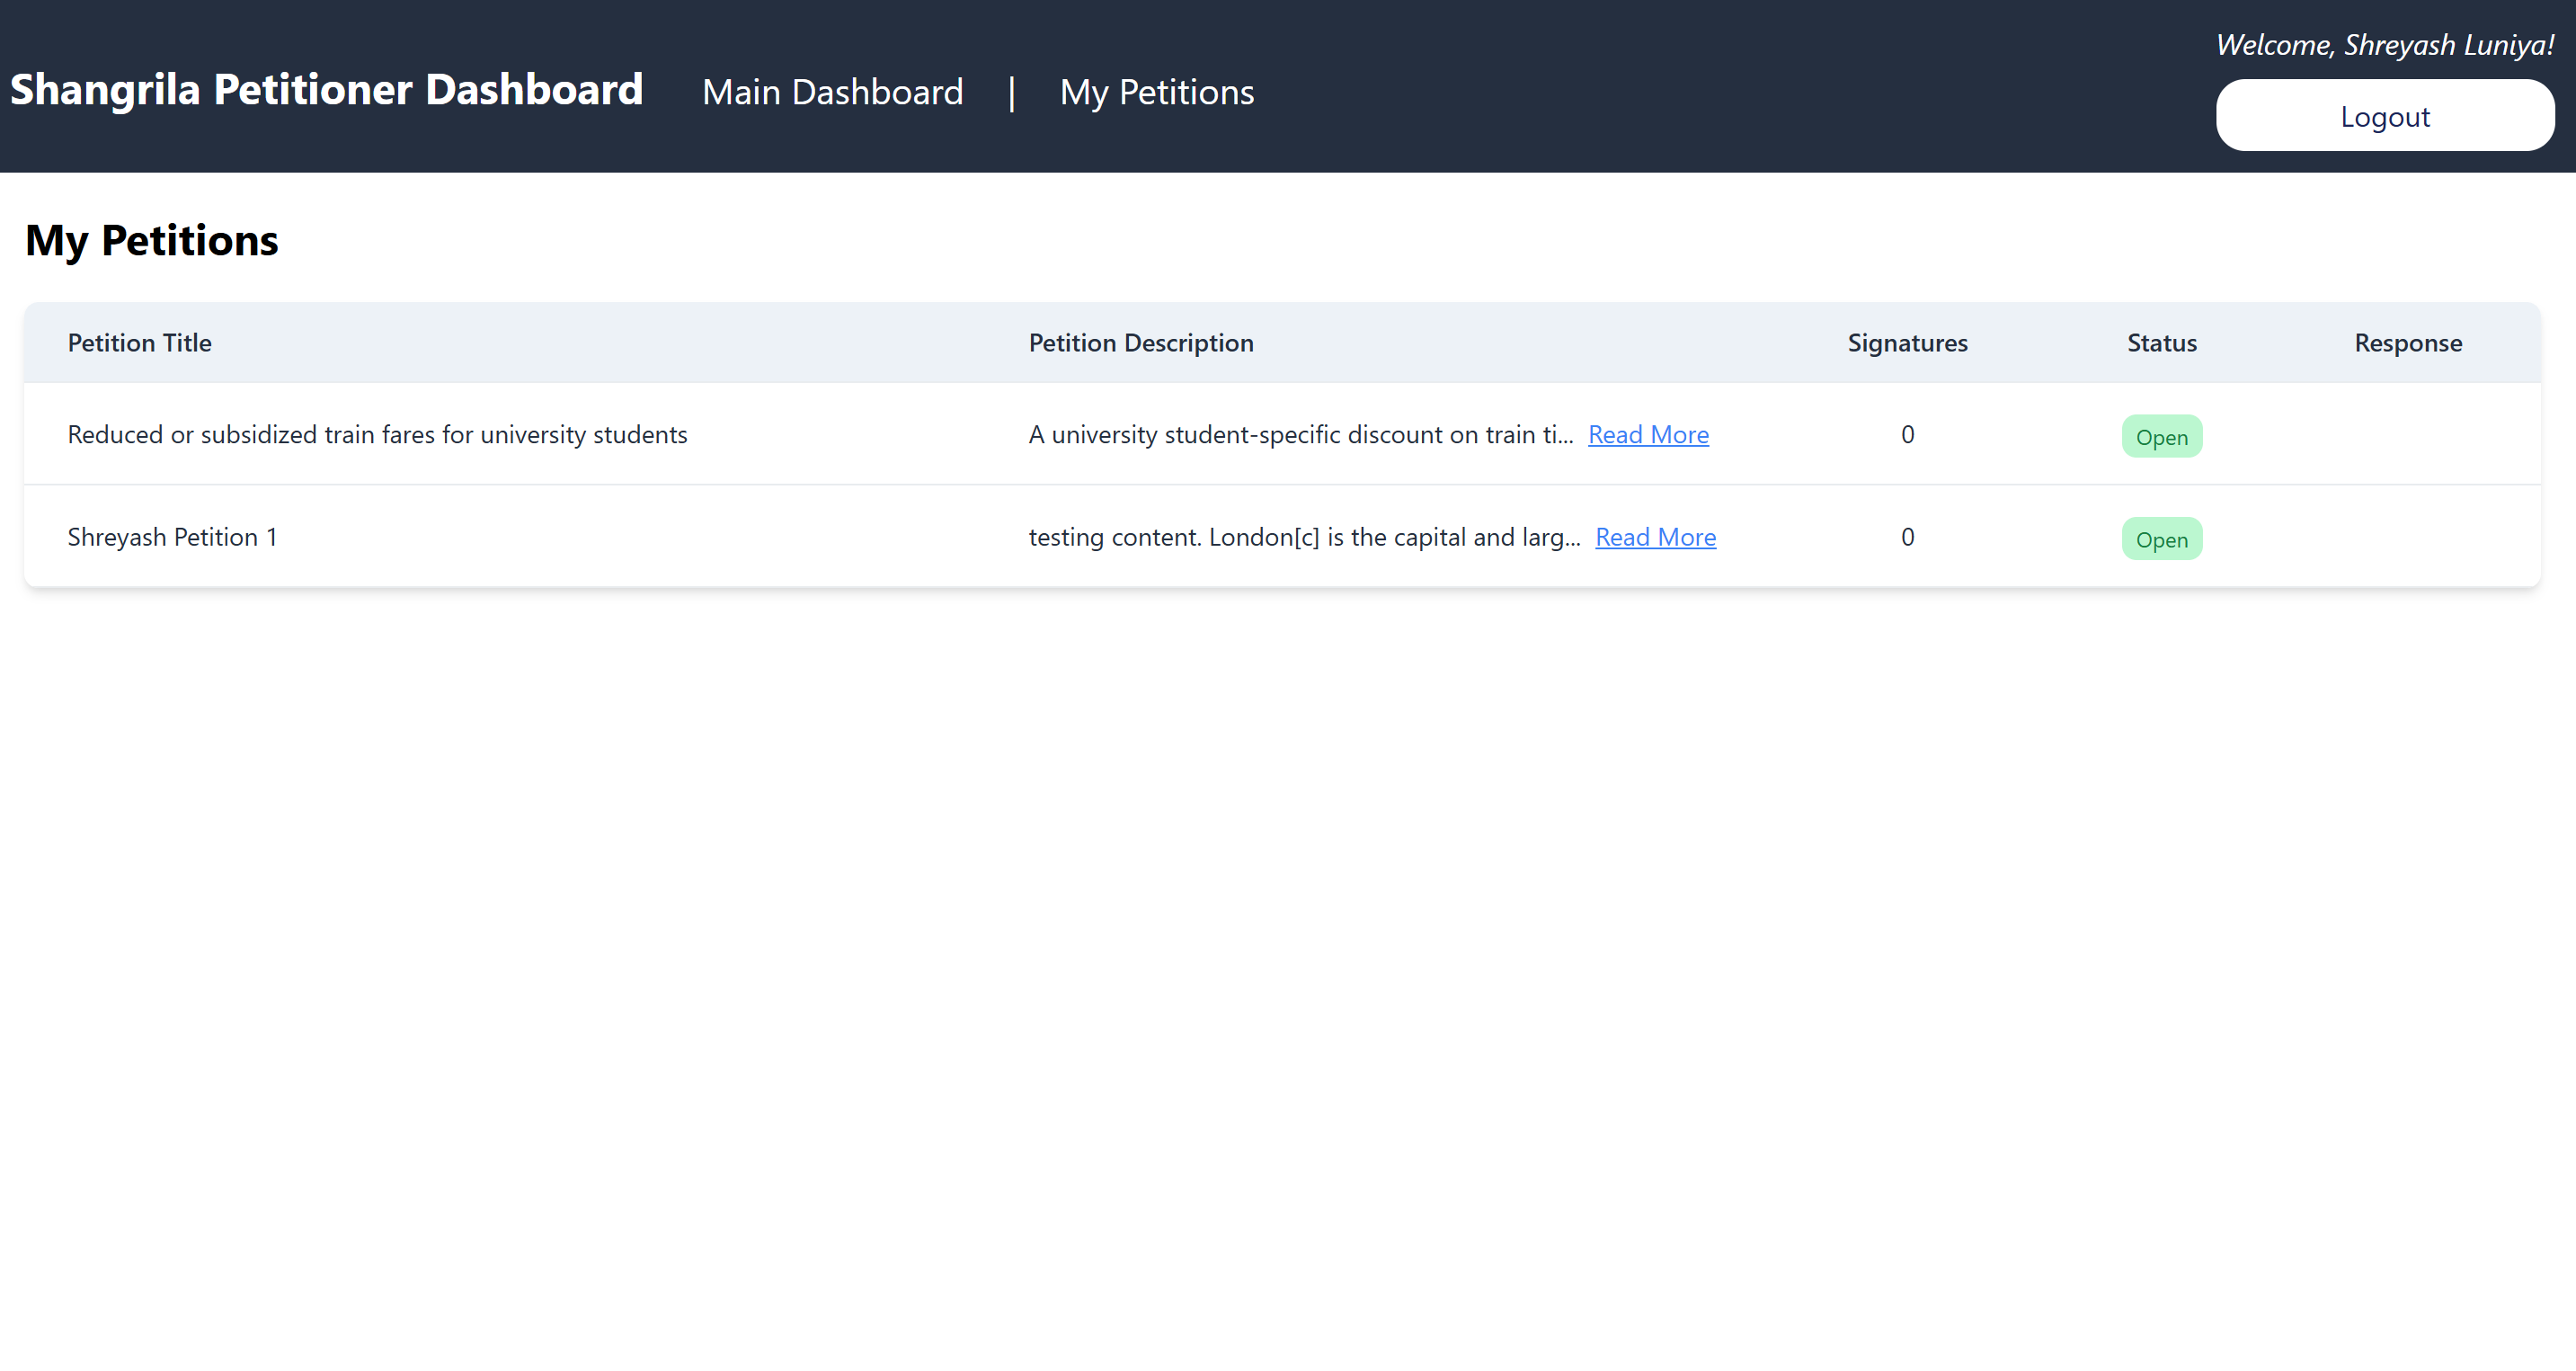 Welcome, Shreyash Luniya!
Shangrila Petitioner Dashboard Main Dashboard | My Petitions
Logout
My Petitions
Petition Title Petition Description Signatures Status Response
Reduced or subsidized train fares for university students A university student-specific discount on train ti... Read More 0 Open
Shreyash Petition 1 testing content. London[c] is the capital and larg... Read More 0 Open